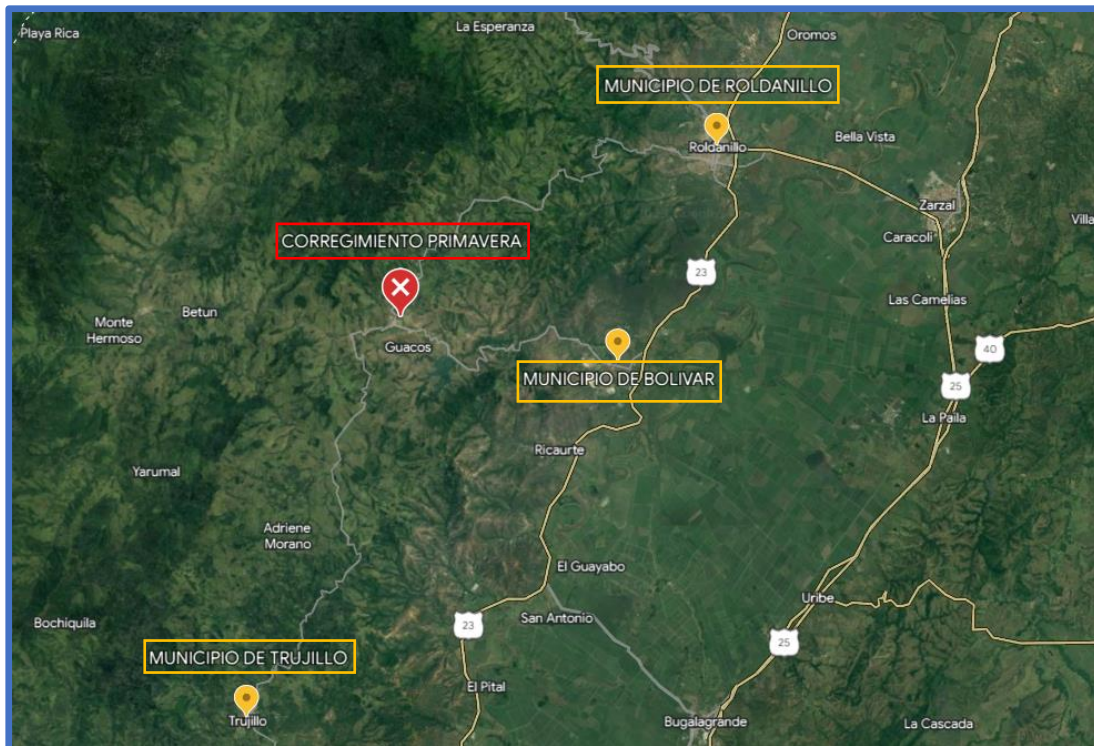 La Esperanza
Playa Rica
Oromos
MUNICIPIO DE ROLDANILLO
Roldanillo
Bella Vista
Zarzal
Villa
Caracolí
CORREGIMIENTO PRIMAVERA
23
Las Camelias
Betun
Monte
Hermoso
Guacos
40
MUNICIPIO DE BOLIVAR
25
La Paila
Ricaurte
Yarumal
Adriene
Morano
El Guayabo
Uribe
San Antonio
Bochiquila
23
25
MUNICIPIO DE TRUJILLO
El Pital
Trujillo
Bugalagrande
La Cascada